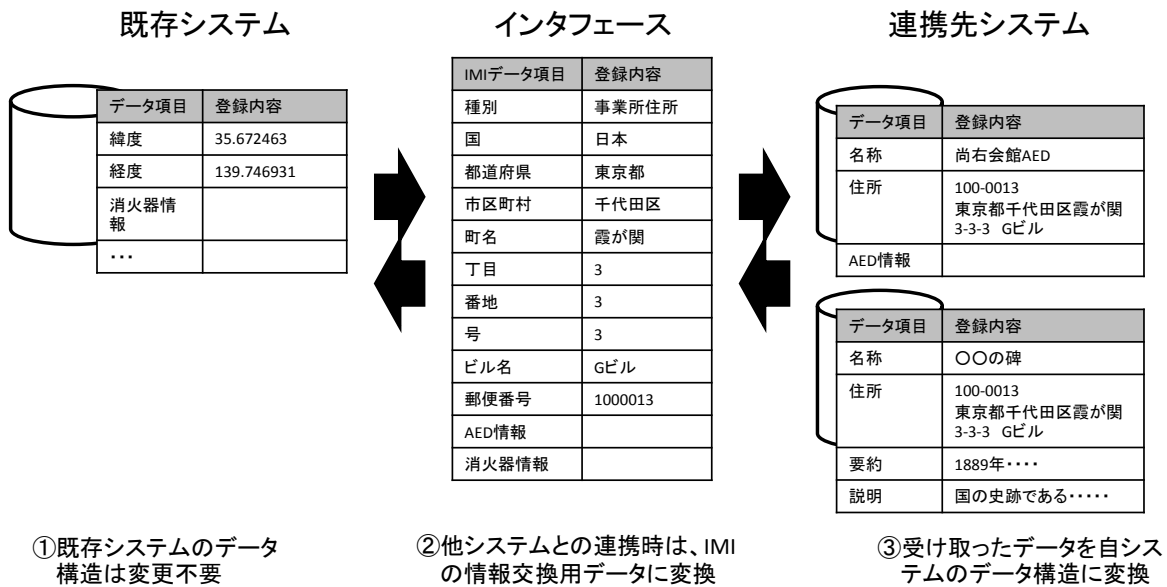 既存システム
インタフェース
連携先システム
データ項目 登録内容
緯度 35.672463
経度 139.746931
消火器情
報
・・・
IMIデータ項目 登録内容
種別 事業所住所
国 日本
都道府県 東京都
市区町村 千代田区
町名 霞が関
丁目 3
番地 3
号 3
ビル名 Gビル
郵便番号 1000013
AED情報
消火器情報
データ項目 登録内容
名称 尚右会館AED
住所 100-0013
東京都千代田区霞が関
3-3-3 Gビル
AED情報
データ項目 登録内容
名称 〇〇の碑
住所 100-0013
東京都千代田区霞が関
3-3-3 Gビル
要約 1889年・・・・
説明 国の史跡である・・・・・
①既存システムのデータ
構造は変更不要
②他システムとの連携時は、IMI
の情報交換用データに変換
③受け取ったデータを自シス
テムのデータ構造に変換